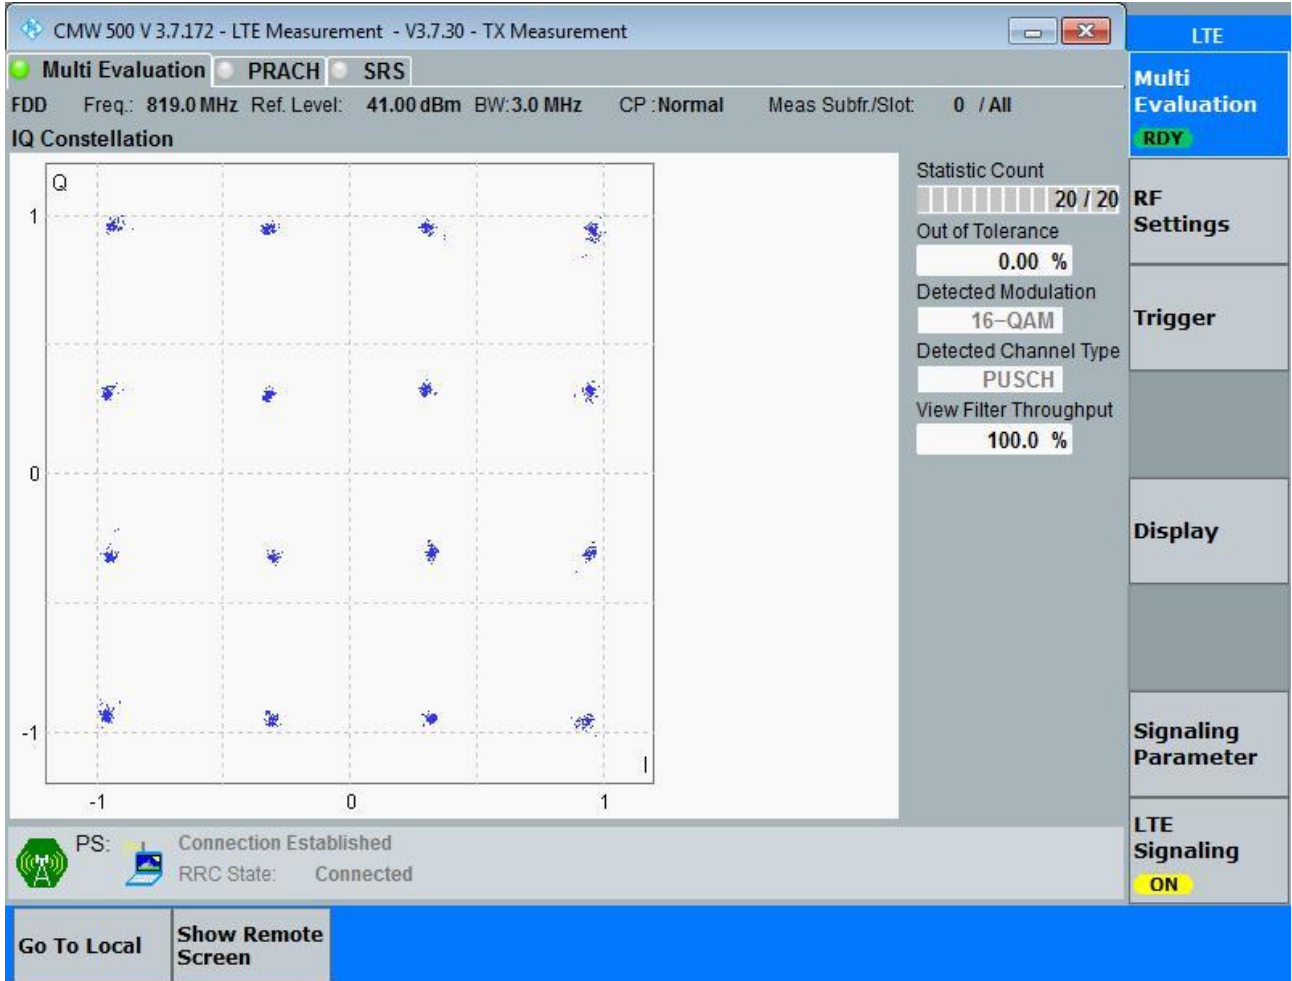 CMW 500 V 3.7.172 - LTE Measurement - V3.7.30 - TX Measurement
LTE
Multi Evaluation PRACH SRS
Multi
Evaluation
RDY
FDD Freq.: 819.0 MHz Ref. Level: 41.00 dBm BW: 3.0 MHz CP : Normal Meas Subfr./Slot: 0 / All
IQ Constellation
Q
1
0
-1
I
-1 0 1
Statistic Count
20 / 20
Out of Tolerance
0.00 %
Detected Modulation
16-QAM
Detected Channel Type
PUSCH
View Filter Throughput
100.0 %
RF
Settings
Trigger
Display
Signaling
Parameter
LTE
Signaling
ON
PS: Connection Established
RRC State: Connected
Go To Local
Show Remote
Screen